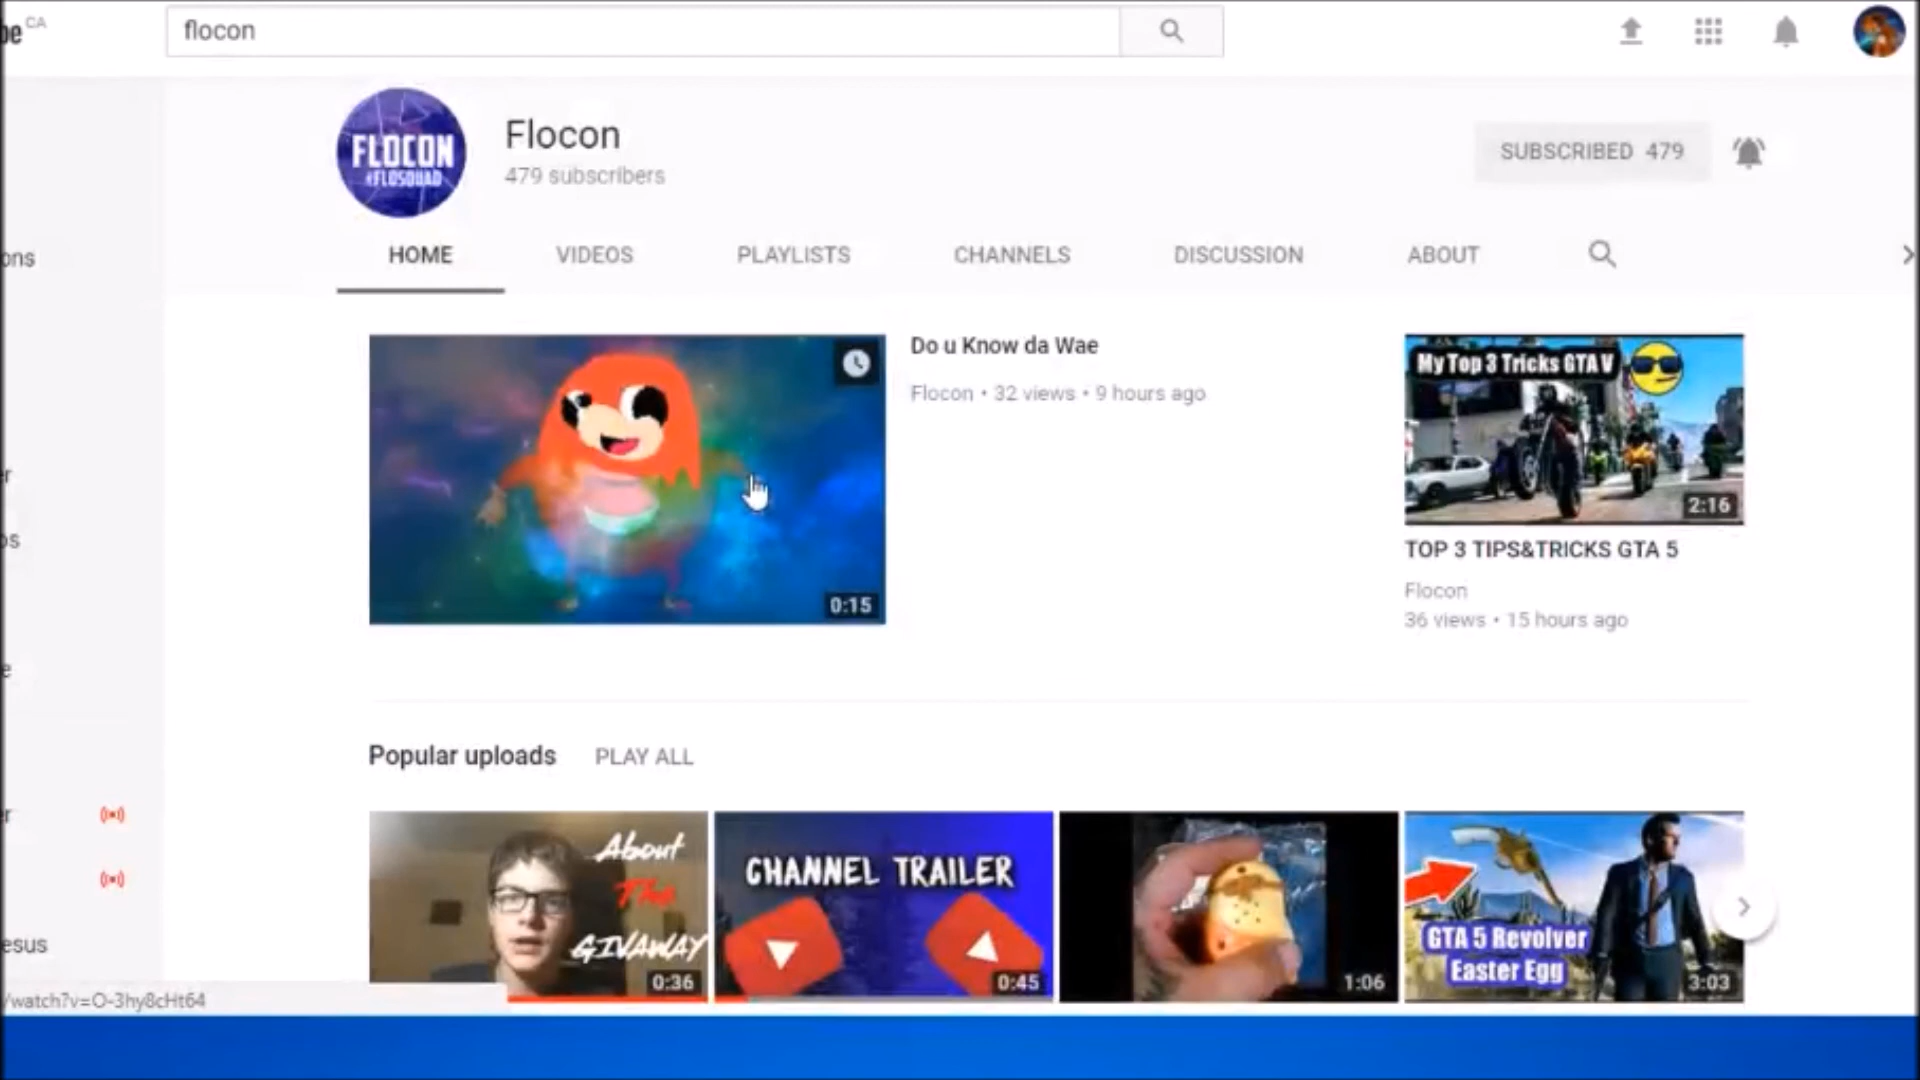 be CA
flocon
FLOCON
#FLOSQUAD
Flocon
479 subscribers
SUBSCRIBED 479
HOME
VIDEOS
PLAYLISTS
CHANNELS
DISCUSSION
ABOUT
ons
0:15
Do u Know da Wae
Flocon • 32 views • 9 hours ago
My Top 3 Tricks GTA V
2:16
TOP 3 TIPS&TRICKS GTA 5
Flocon
36 views • 15 hours ago
r
os
e
Popular uploads
PLAY ALL
r
esus
About
The
GIVAWAY
0:36
CHANNEL TRAILER
0:45
1:06
GTA 5 Revolver
Easter Egg
3:03
/watch?v=O-3hy8cHt64